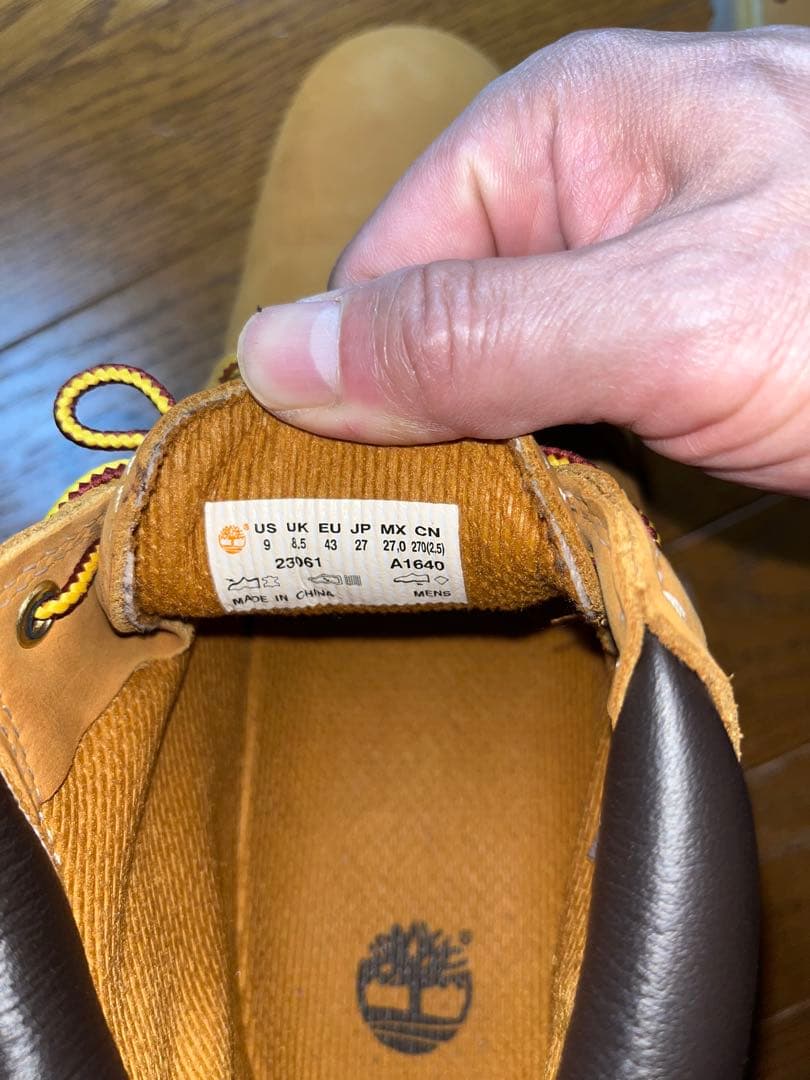 US UK EU JP MX CN
9 8.5 43 27 27.0 270(2.5)
23061 A1640
MADE IN CHINA MENS